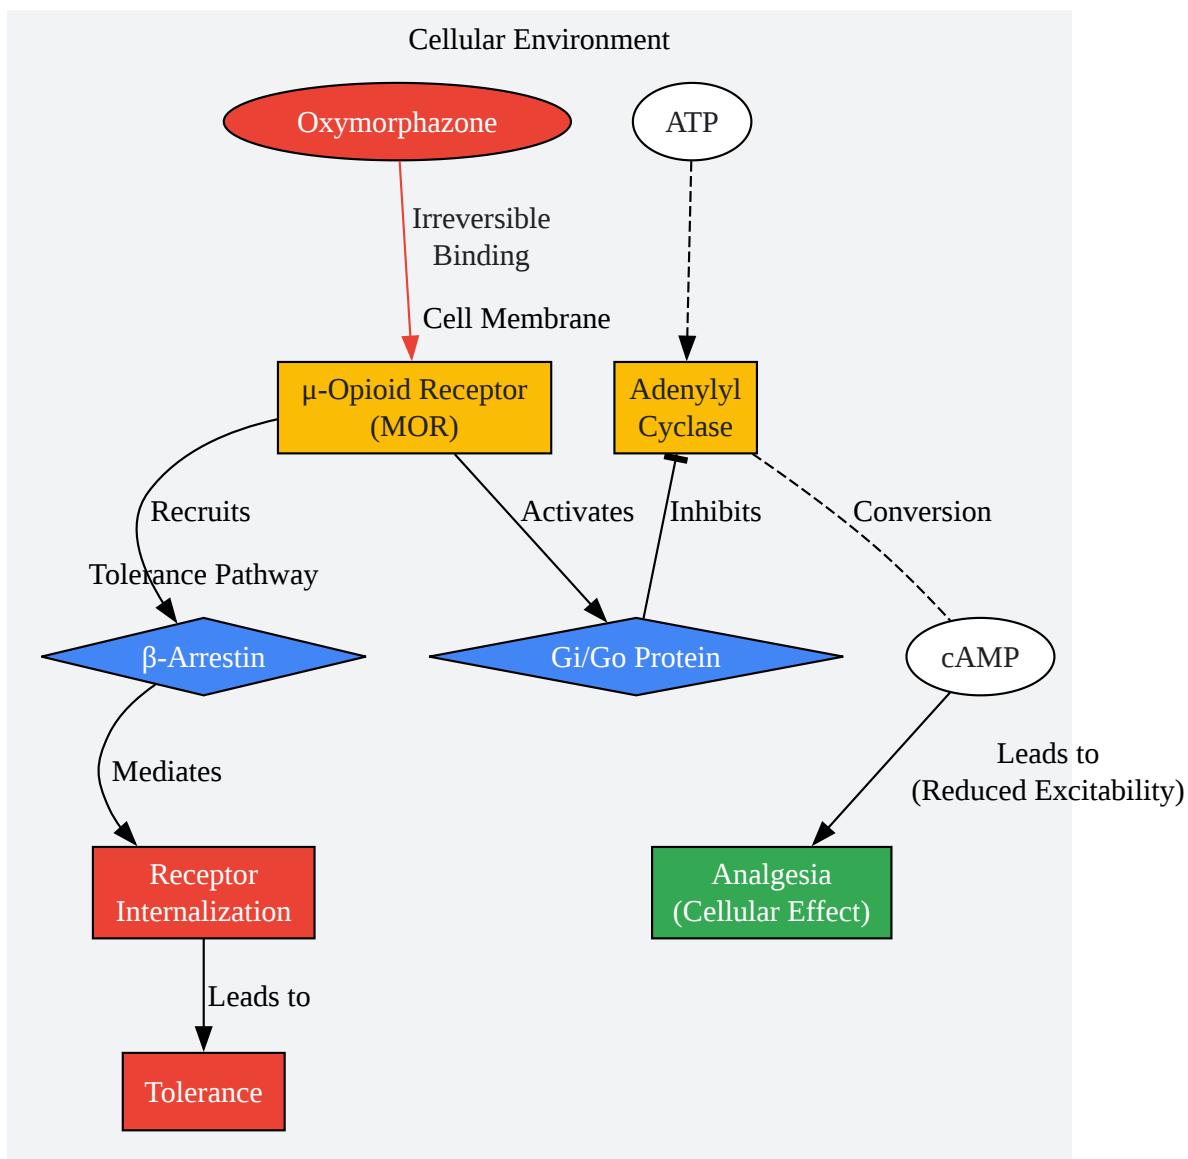 Cellular Environment
Oxymorphazone
ATP
Irreversible
Binding
Cell Membrane
μ-Opioid Receptor
(MOR)
Adenylyl
Cyclase
Recruits
Activates
Inhibits
Conversion
Tolerance Pathway
β-Arrestin
Gi/Go Protein
cAMP
Mediates
Leads to
(Reduced Excitability)
Receptor
Internalization
Analgesia
(Cellular Effect)
Leads to
Tolerance